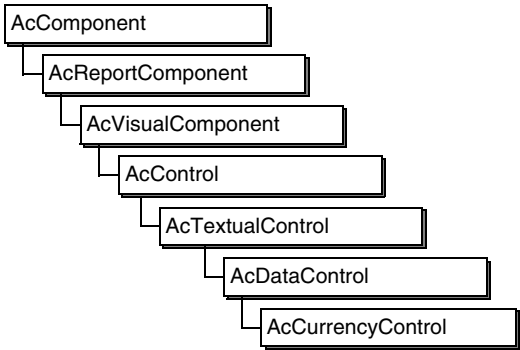 AcComponent
AcReportComponent
AcVisualComponent
AcControl
AcTextualControl
AcDataControl
AcCurrencyControl